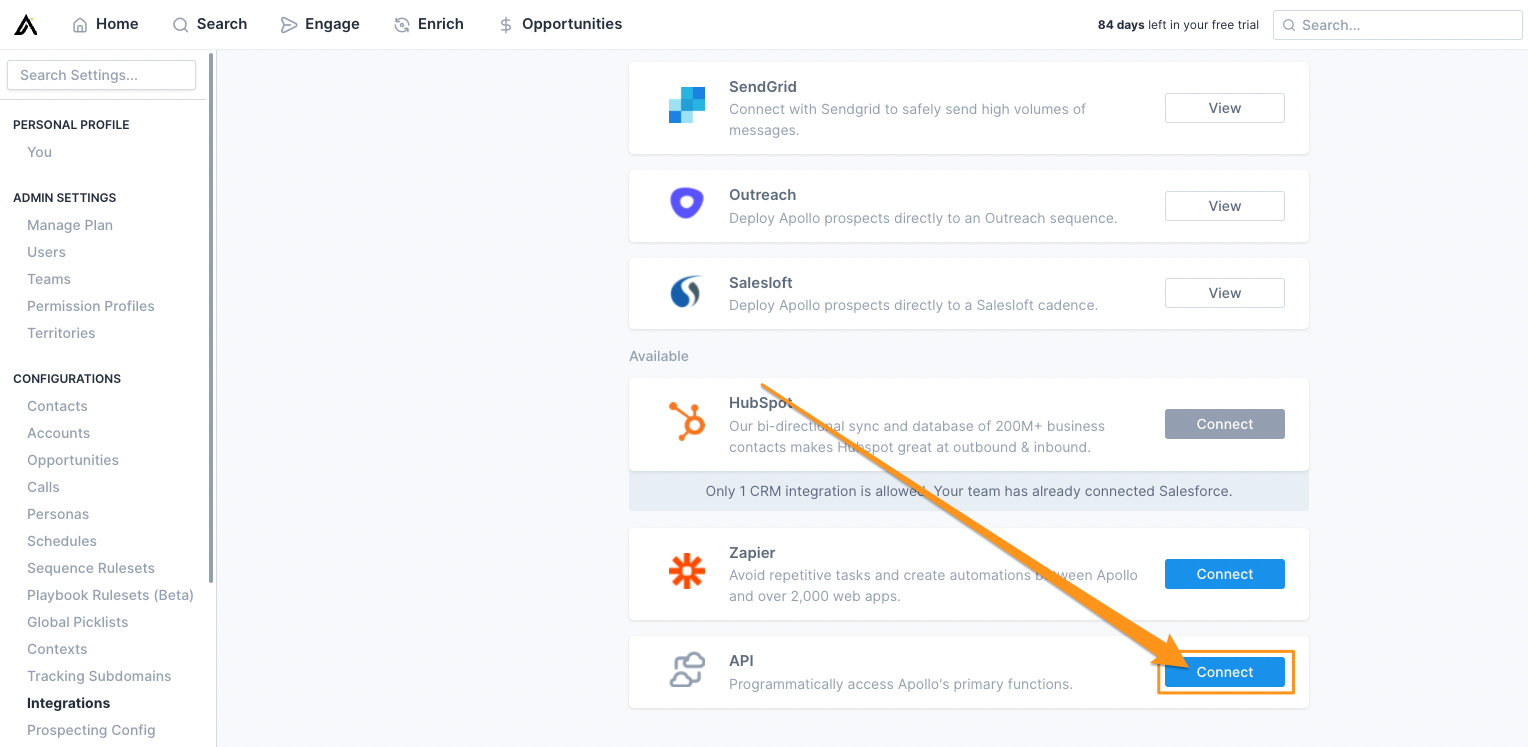 Home
Search
Engage
Enrich
Opportunities
84 days left in your free trial
Search...
Search Settings...
PERSONAL PROFILE
You
ADMIN SETTINGS
Manage Plan
Users
Teams
Permission Profiles
Territories
CONFIGURATIONS
Contacts
Accounts
Opportunities
Calls
Personas
Schedules
Sequence Rulesets
Playbook Rulesets (Beta)
Global Picklists
Contexts
Tracking Subdomains
Integrations
Prospecting Config
SendGrid
Connect with Sendgrid to safely send high volumes of
messages.
View
Outreach
Deploy Apollo prospects directly to an Outreach sequence.
View
Salesloft
Deploy Apollo prospects directly to a Salesloft cadence.
View
Available
HubSpot
Our bi-directional sync and database of 200M+ business
contacts makes Hubspot great at outbound & inbound.
Connect
Only 1 CRM integration is allowed. Your team has already connected Salesforce.
Zapier
Avoid repetitive tasks and create automations between Apollo
and over 2,000 web apps.
Connect
API
Programmatically access Apollo's primary functions.
Connect